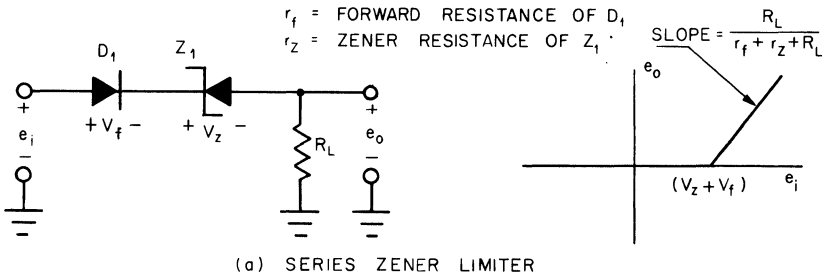 r_f = FORWARD RESISTANCE OF D_1
r_Z = ZENER RESISTANCE OF Z_1
SLOPE = R_L / (r_f + r_Z + R_L)
D_1
Z_1
e_o
+
+
+ V_f -
+ V_Z -
e_i
R_L
e_o
-
-
(V_Z + V_f)
e_i
(a) SERIES ZENER LIMITER